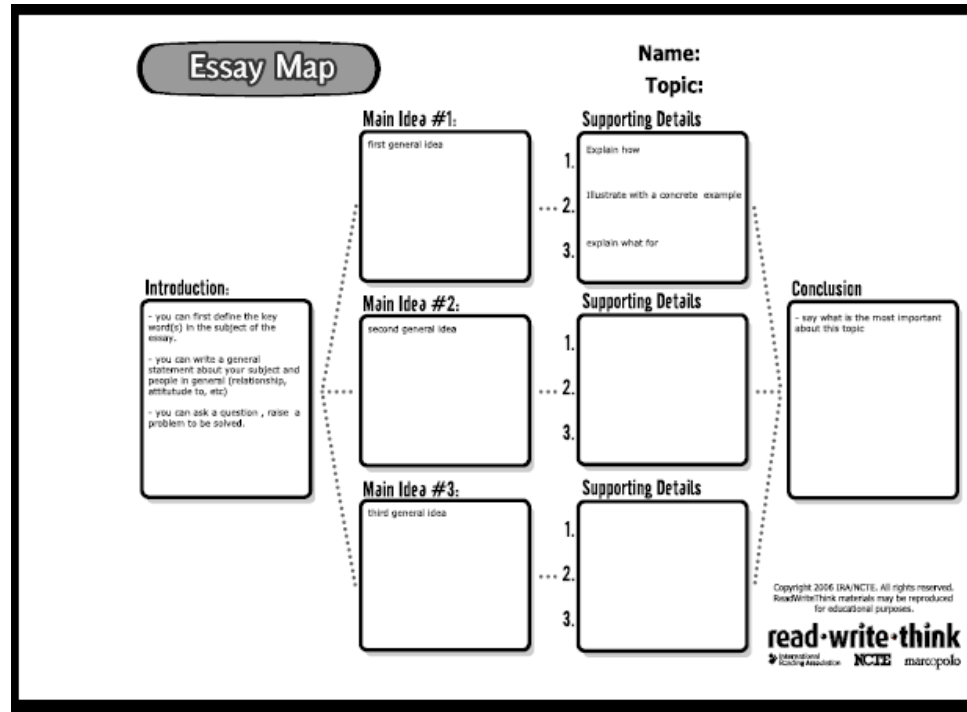 Essay Map
Name:
Topic:
Main Idea #1:
first general idea
Supporting Details
1.
Explain how
2.
Illustrate with a concrete example
3.
explain what for
Introduction:
- you can first define the key
word(s) in the subject of the
essay.
- you can write a general
statement about your subject and
people in general (relationship,
attitutude to, etc)
- you can ask a question , raise a
problem to be solved.
Main Idea #2:
second general idea
Supporting Details
1.
2.
3.
Main Idea #3:
third general idea
Supporting Details
1.
2.
3.
Conclusion
- say what is the most important
about this topic
Copyright 2006 IRA/NCTE. All rights reserved.
ReadWriteThink materials may be reproduced
for educational purposes.
read·write·think
International
Reading Association
NCTE
marcopolo